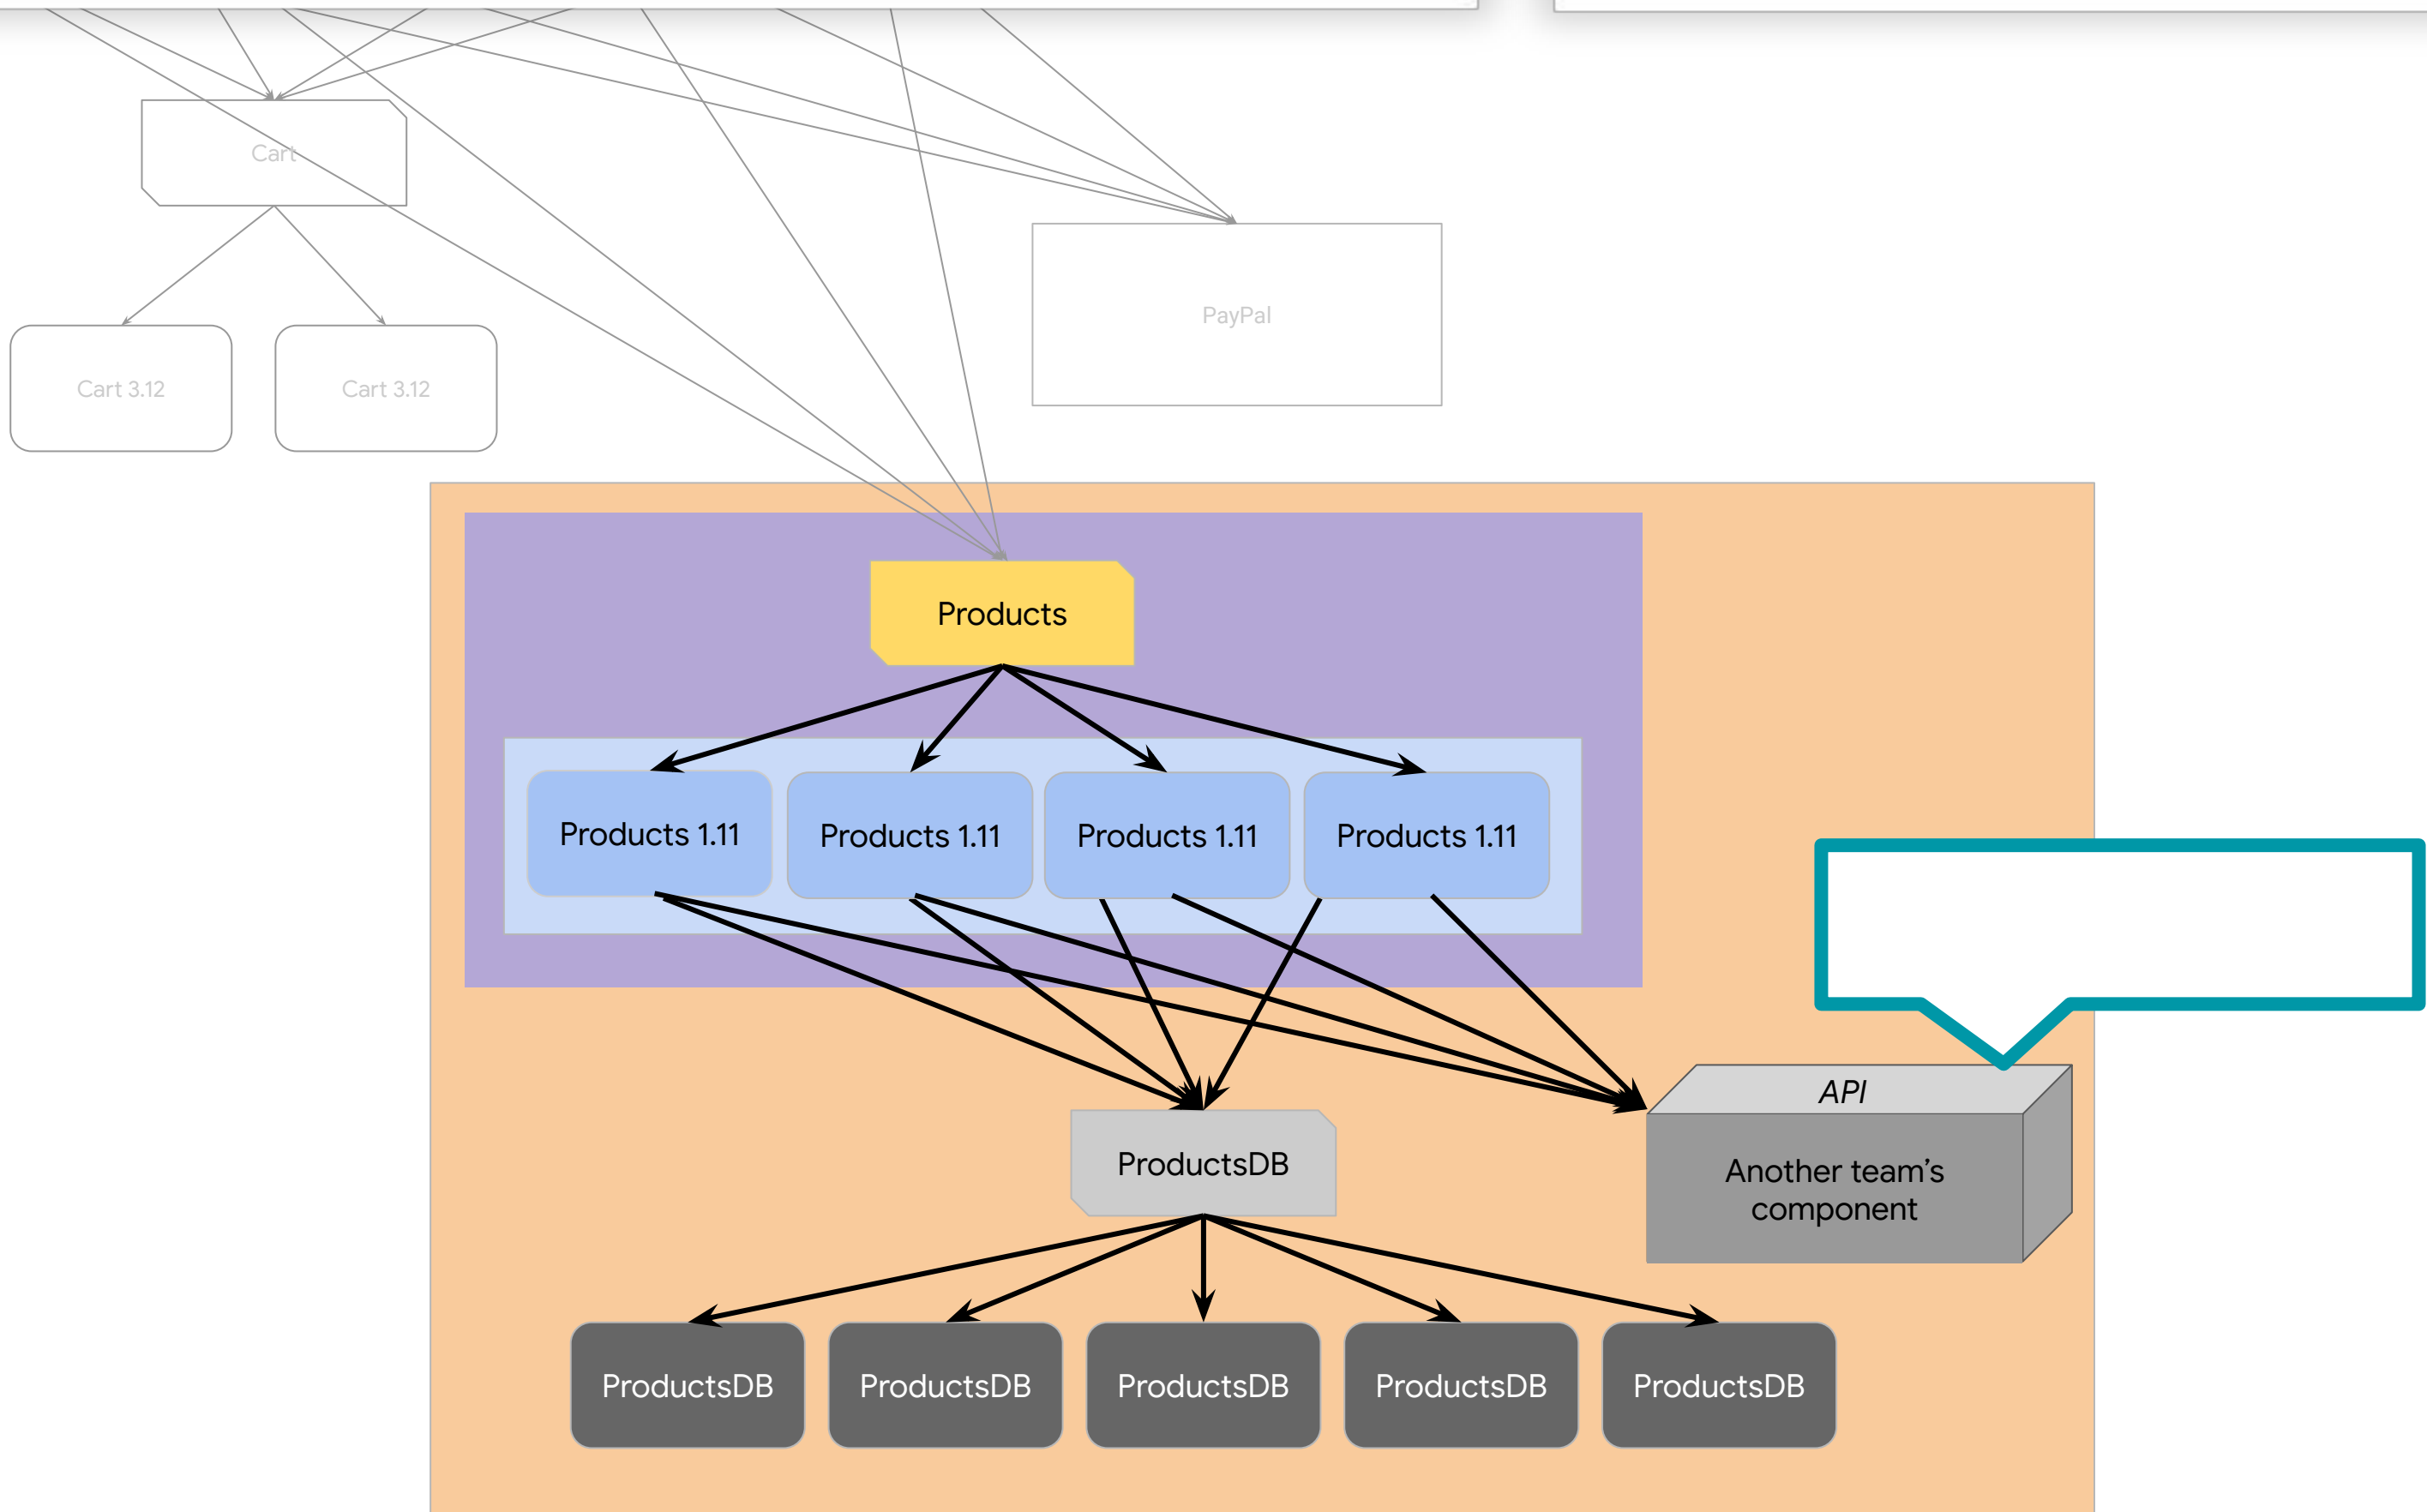 Cart
PayPal
Cart 3.12
Cart 3.12
Products
Products 1.11
Products 1.11
Products 1.11
Products 1.11
API
ProductsDB
Another team’s
component
ProductsDB
ProductsDB
ProductsDB
ProductsDB
ProductsDB